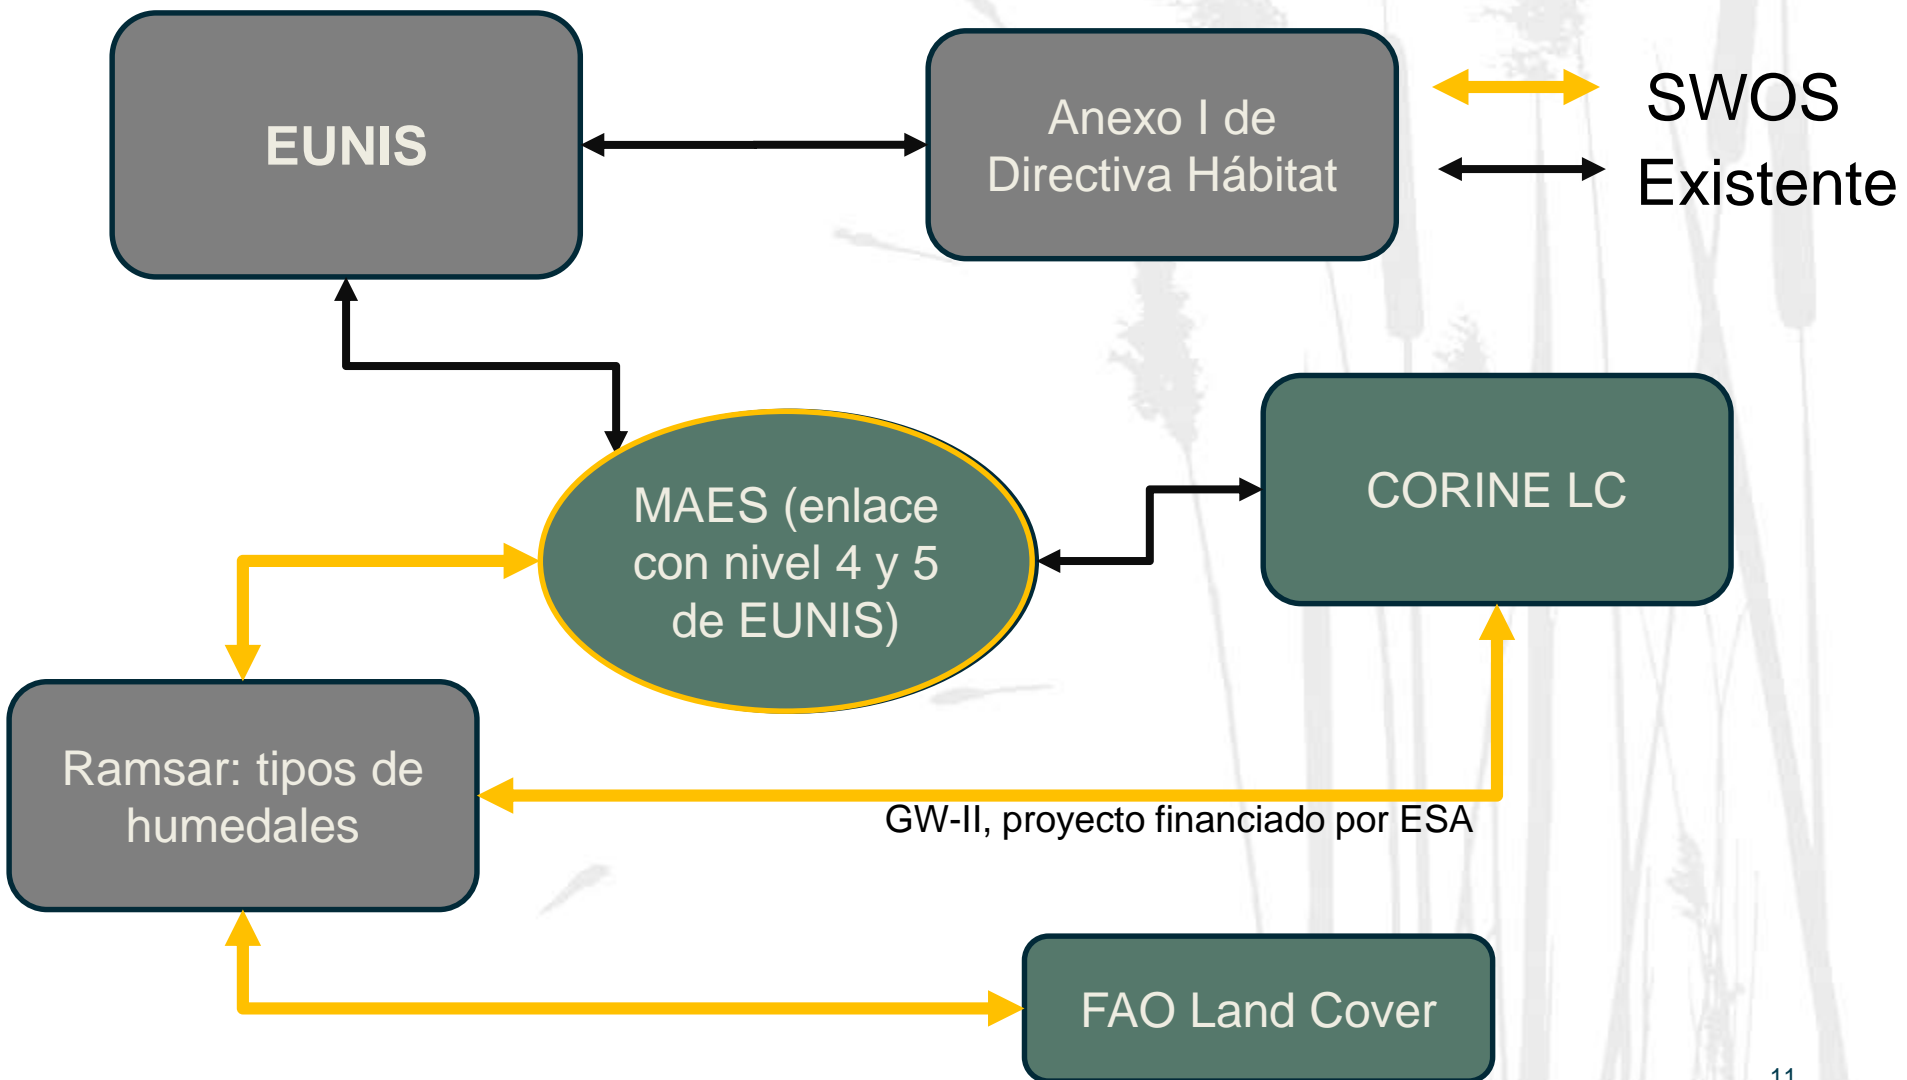 EUNIS
Anexo I de
Directiva Hábitat
SWOS
Existente
MAES (enlace
con nivel 4 y 5
de EUNIS)
CORINE LC
Ramsar: tipos de
humedales
GW-II, proyecto financiado por ESA
FAO Land Cover
11